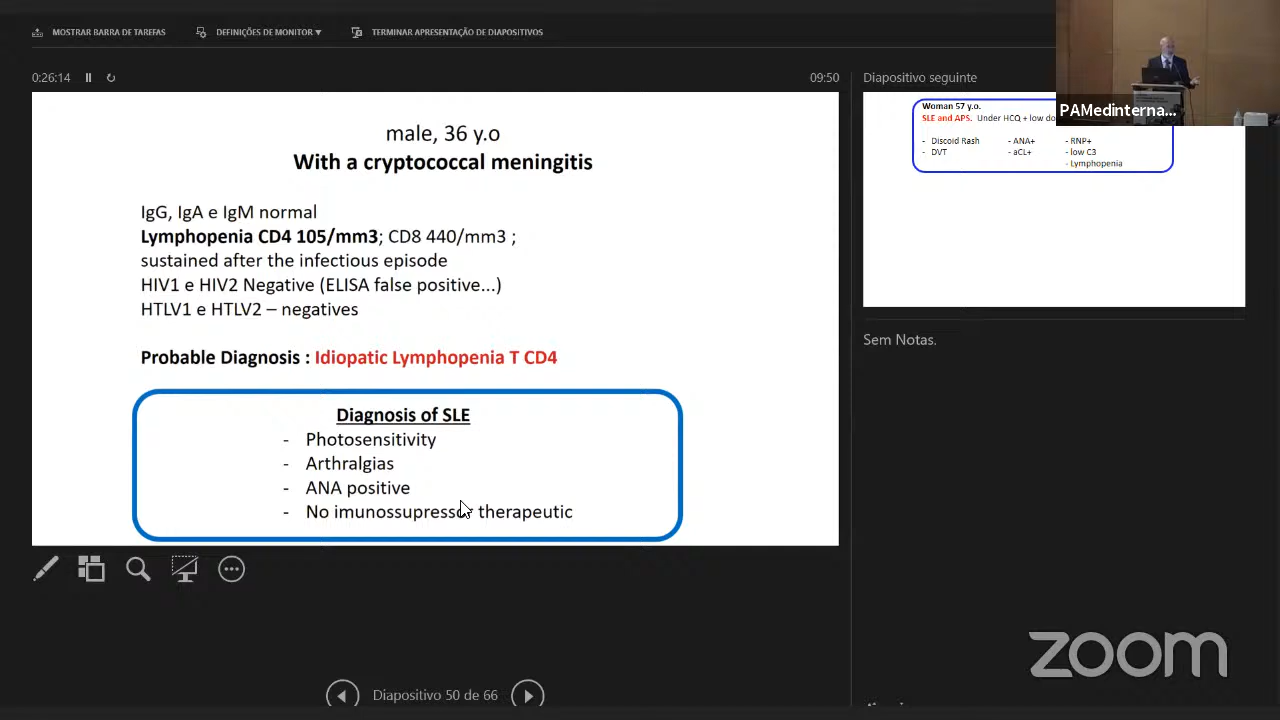 MOSTRAR BARRA DE TAREFAS
DEFINIÇÕES DE MONITOR ▾
TERMINAR APRESENTAÇÃO DE DIAPOSITIVOS
0:26:14
09:50
male, 36 y.o
With a cryptococcal meningitis
IgG, IgA e IgM normal
Lymphopenia CD4 105/mm3; CD8 440/mm3 ;
sustained after the infectious episode
HIV1 e HIV2 Negative (ELISA false positive...)
HTLV1 e HTLV2 – negatives
Probable Diagnosis : Idiopatic Lymphopenia T CD4
Diagnosis of SLE
- Photosensitivity
- Arthralgias
- ANA positive
- No imunossupressor therapeutic
Diapositivo 50 de 66
Diapositivo seguinte
PAMedinterna...
Woman 57 y.o.
SLE and APS. Under HCQ + low do
- Discoid Rash - ANA+ - RNP+
- DVT - aCL+ - low C3
- Lymphopenia
Sem Notas.
zoom